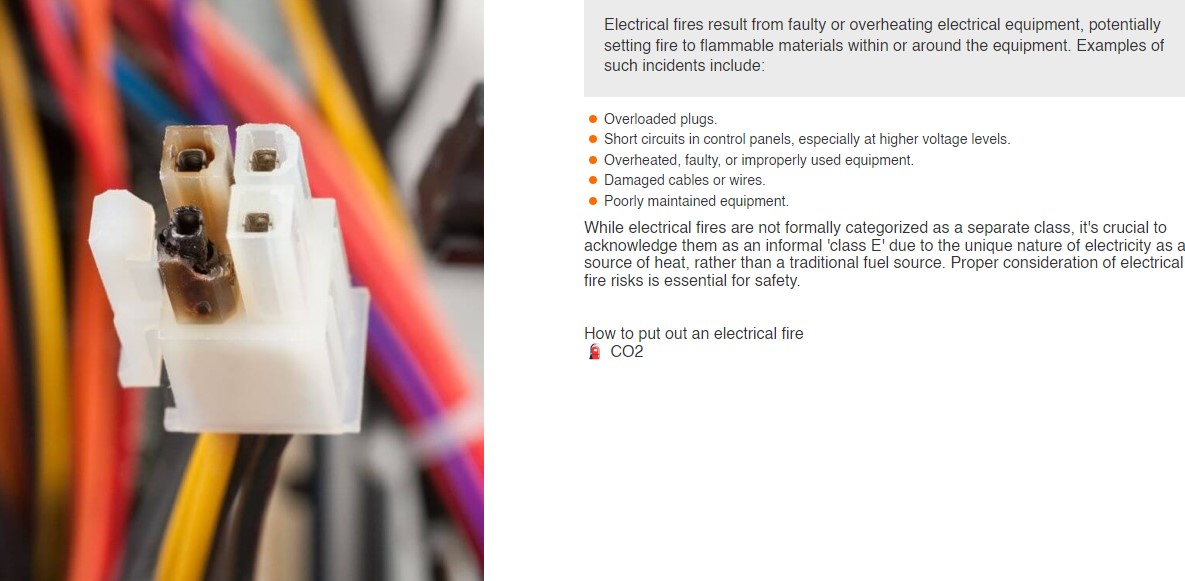 Electrical fires result from faulty or overheating electrical equipment, potentially
setting fire to flammable materials within or around the equipment. Examples of
such incidents include:
Overloaded plugs.
Short circuits in control panels, especially at higher voltage levels.
Overheated, faulty, or improperly used equipment.
Damaged cables or wires.
Poorly maintained equipment.
While electrical fires are not formally categorized as a separate class, it's crucial to
acknowledge them as an informal 'class E' due to the unique nature of electricity as a
source of heat, rather than a traditional fuel source. Proper consideration of electrical
fire risks is essential for safety.
How to put out an electrical fire
CO2